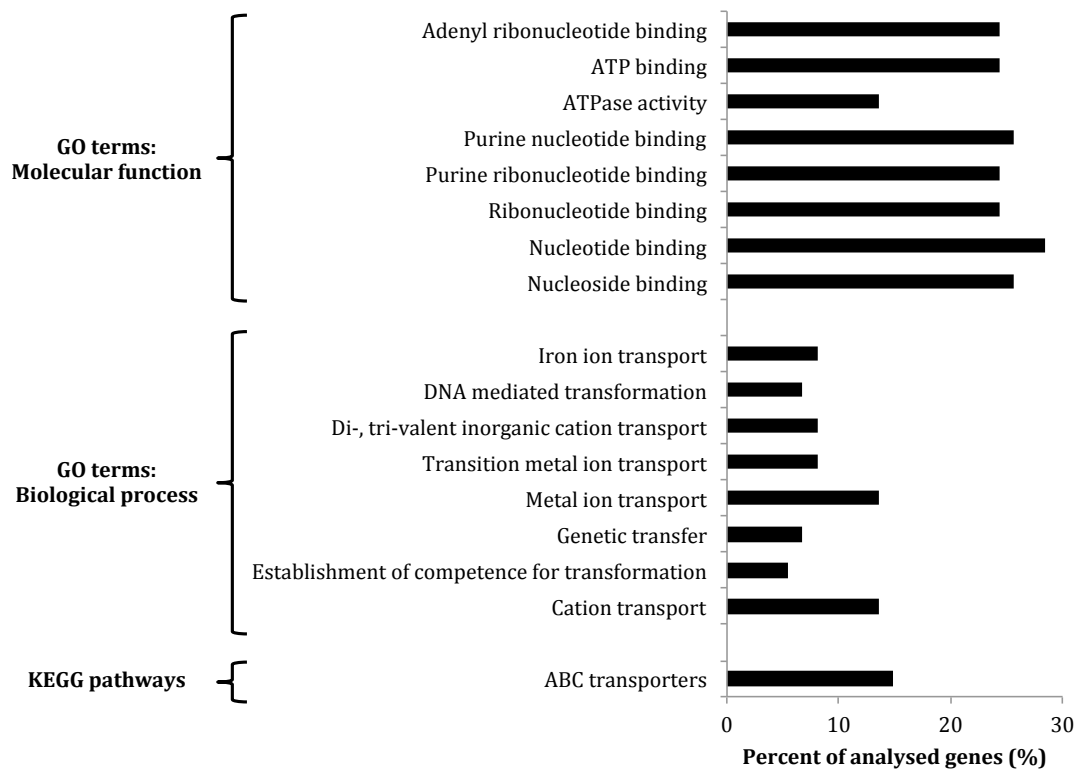 GO terms:
Molecular function
Adenyl ribonucleotide binding
ATP binding
ATPase activity
Purine nucleotide binding
Purine ribonucleotide binding
Ribonucleotide binding
Nucleotide binding
Nucleoside binding
GO terms:
Biological process
Iron ion transport
DNA mediated transformation
Di-, tri-valent inorganic cation transport
Transition metal ion transport
Metal ion transport
Genetic transfer
Establishment of competence for transformation
Cation transport
KEGG pathways
ABC transporters
0 10 20 30
Percent of analysed genes (%)